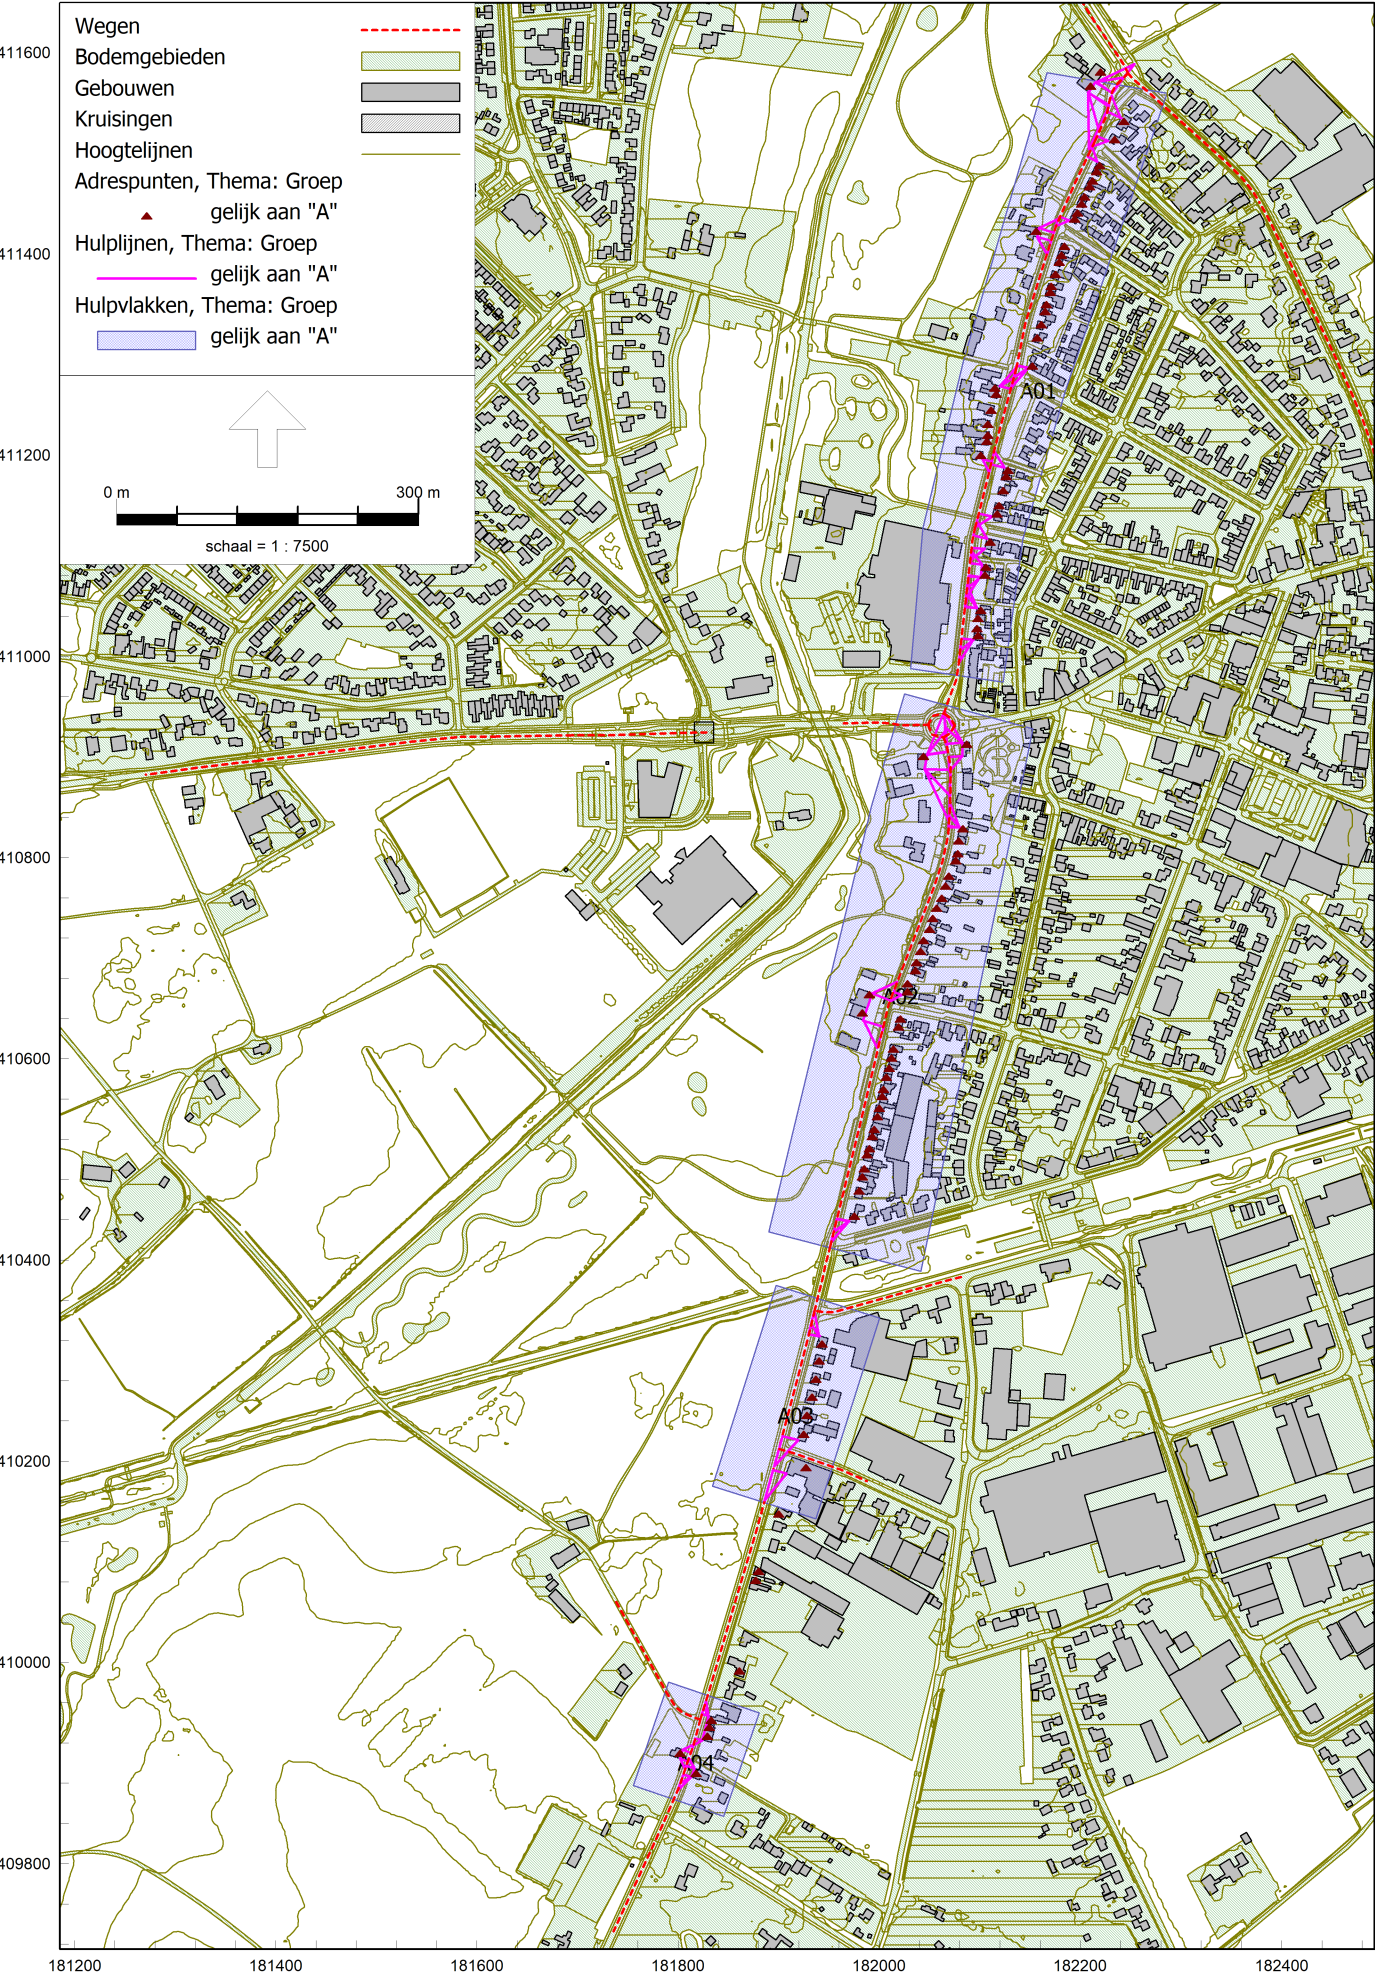 Wegen
Bodemgebieden
Gebouwen
Kruisingen
Hoogtelijnen
Adrespunten, Thema: Groep
gelijk aan "A"
Hulplijnen, Thema: Groep
gelijk aan "A"
Hulpvlakken, Thema: Groep
gelijk aan "A"
0 m 300 m
schaal = 1 : 7500
411600
411400
411200
411000
410800
410600
410400
410200
410000
409800
A01
A02
A03
A04
181200 181400 181600 181800 182000 182200 182400